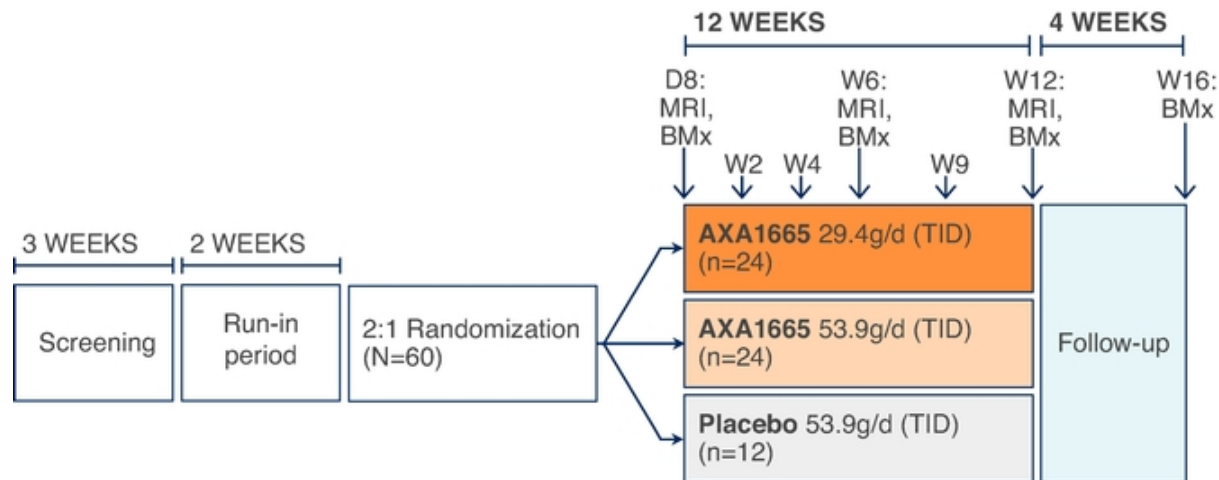 12 WEEKS
4 WEEKS
D8:
MRI,
BMx
W2
W4
W6:
MRI,
BMx
W9
W12:
MRI,
BMx
W16:
BMx
3 WEEKS
2 WEEKS
Screening
Run-in
period
2:1 Randomization
(N=60)
AXA1665 29.4g/d (TID)
(n=24)
AXA1665 53.9g/d (TID)
(n=24)
Placebo 53.9g/d (TID)
(n=12)
Follow-up